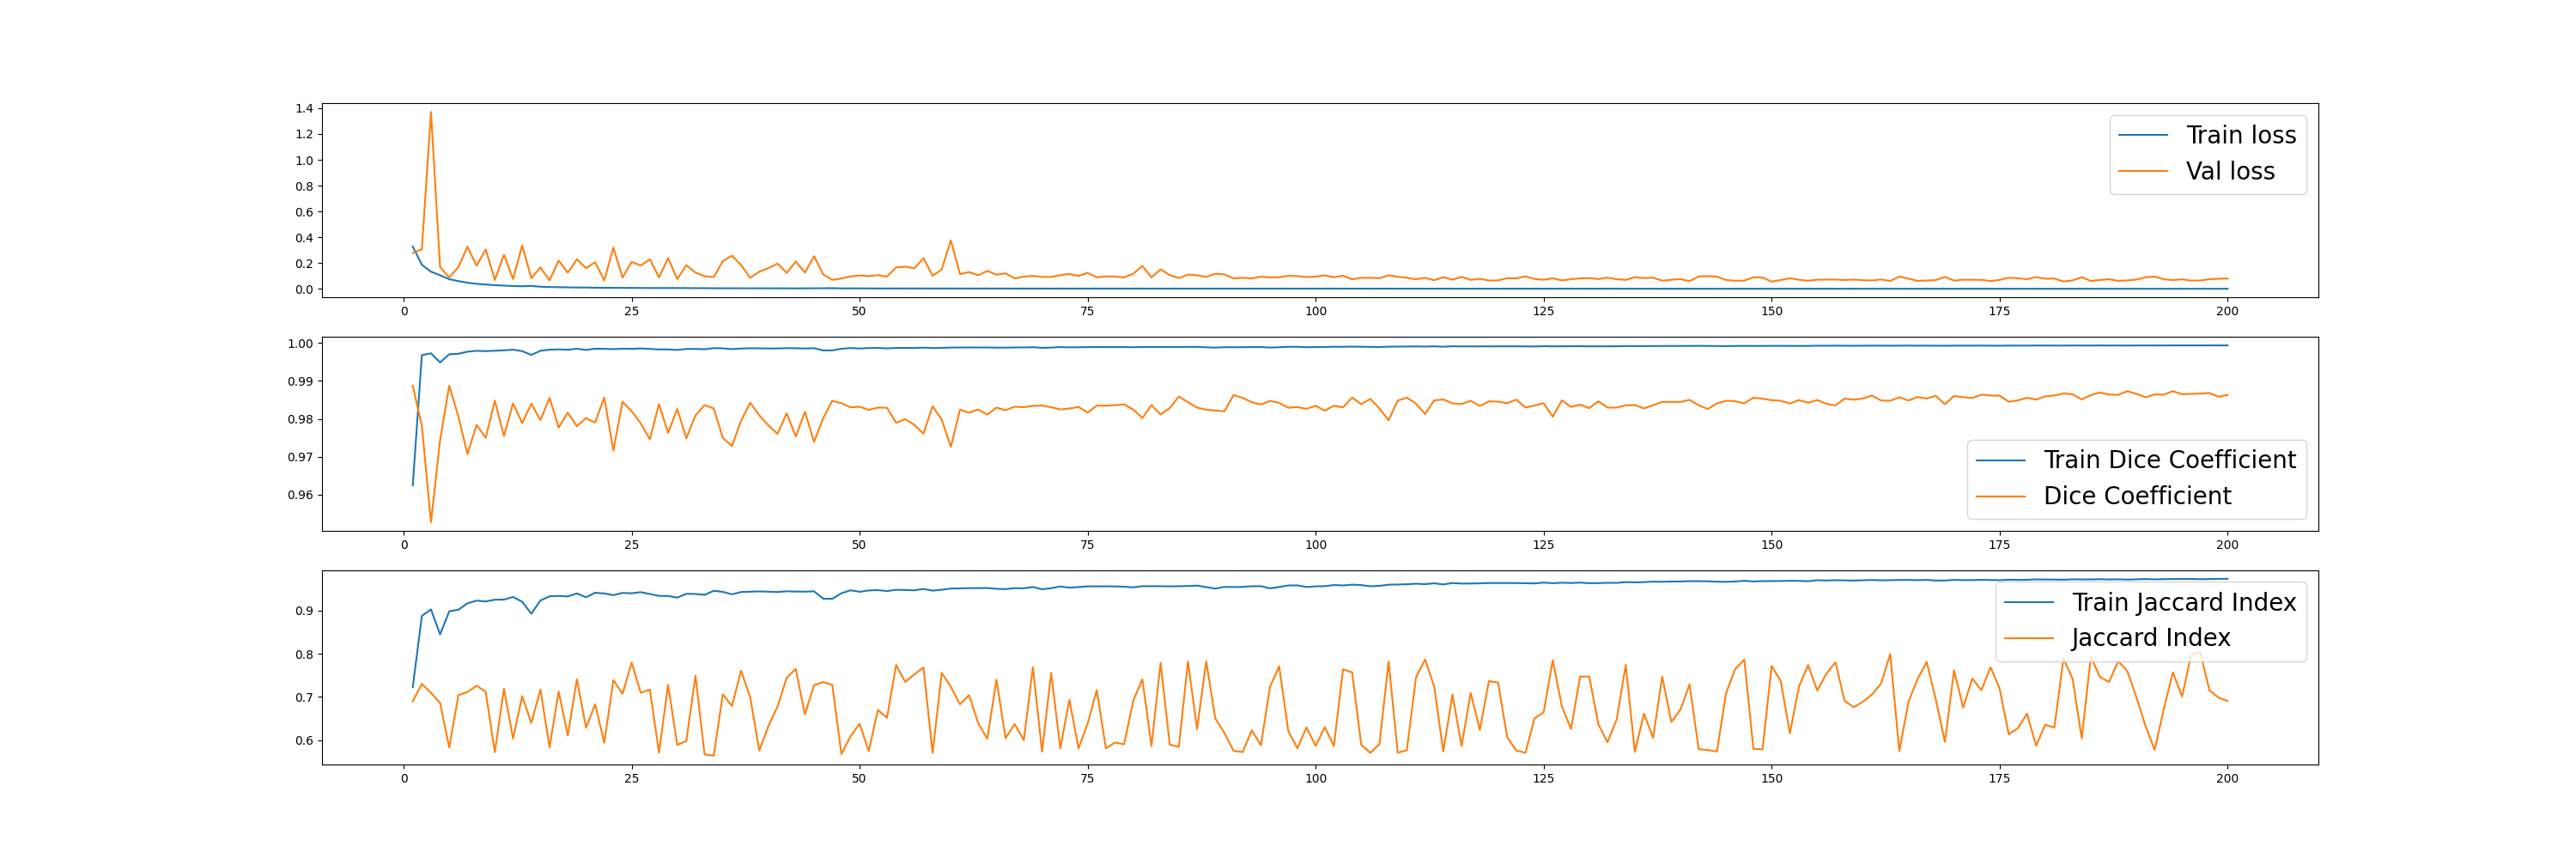 1.4
1.2
1.0
0.8
0.6
0.4
0.2
0.0
Train loss
Val loss
0 25 50 75 100 125 150 175 200
1.00
0.99
0.98
0.97
0.96
Train Dice Coefficient
Dice Coefficient
0 25 50 75 100 125 150 175 200
0.9
0.8
0.7
0.6
Train Jaccard Index
Jaccard Index
0 25 50 75 100 125 150 175 200